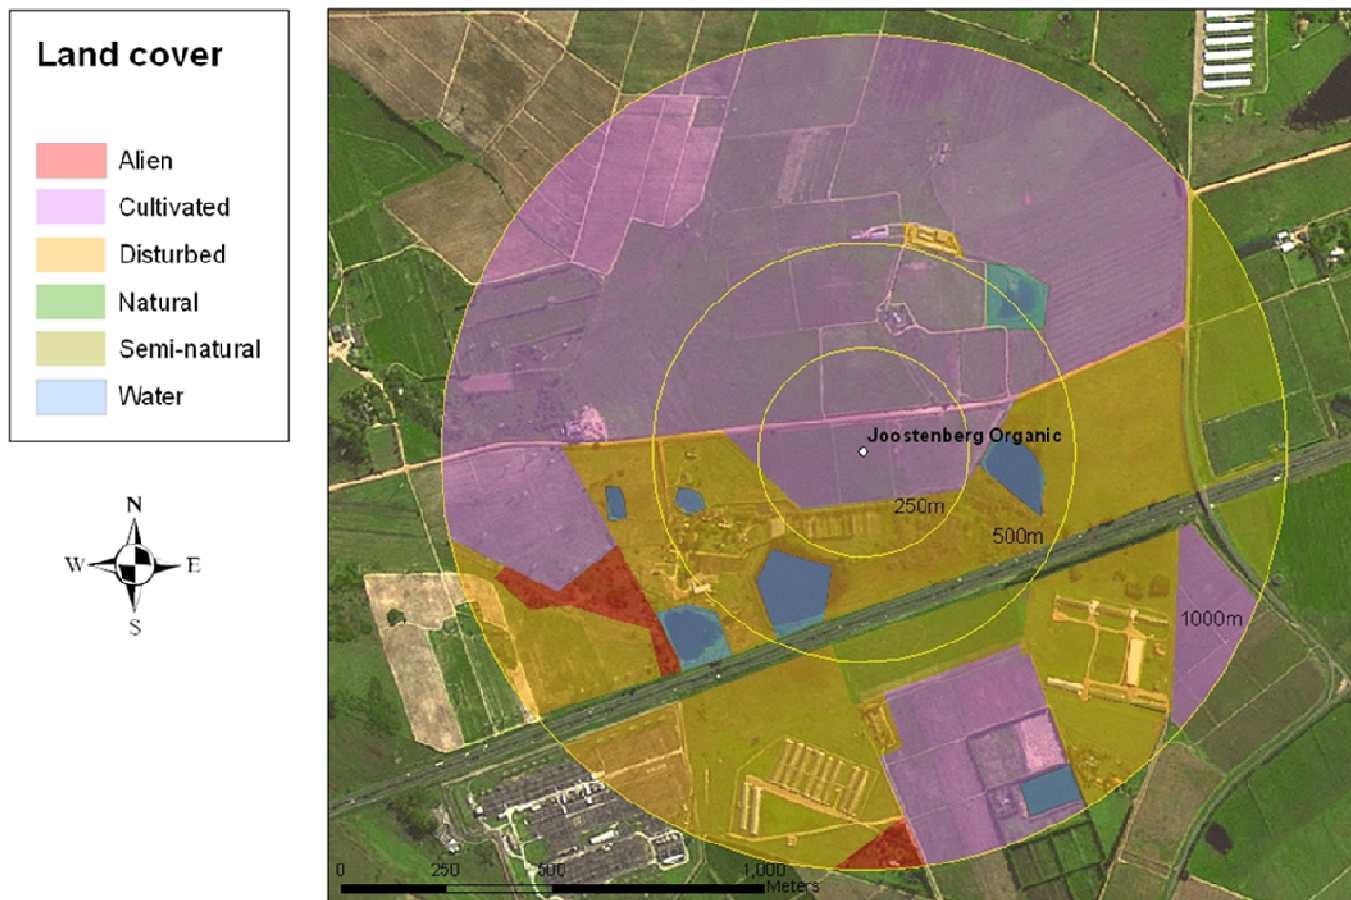 Land cover
Alien
Cultivated
Disturbed
Natural
Semi-natural
Water
N
W E
S
Joostenberg Organic
250m
500m
1000m
0 250 500 1,000
Meters